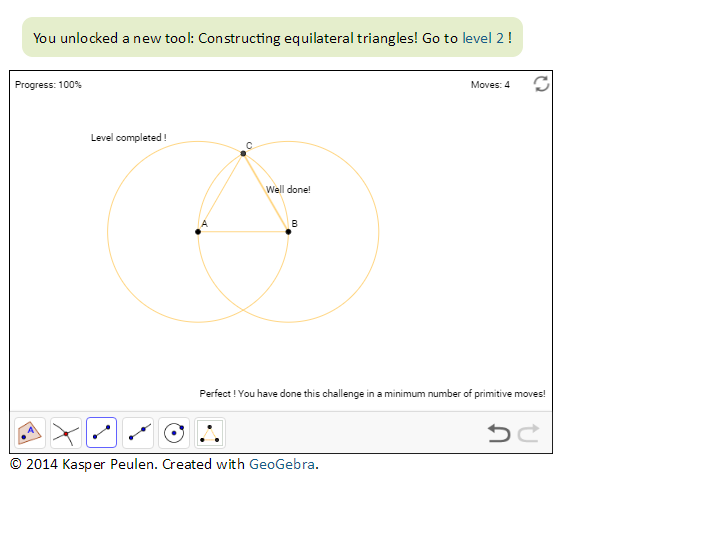 You unlocked a new tool: Constructing equilateral triangles! Go to level 2 !
Progress: 100%
Moves: 4
Level completed !
C
Well done!
A
B
Perfect ! You have done this challenge in a minimum number of primitive moves!
A
© 2014 Kasper Peulen. Created with GeoGebra.